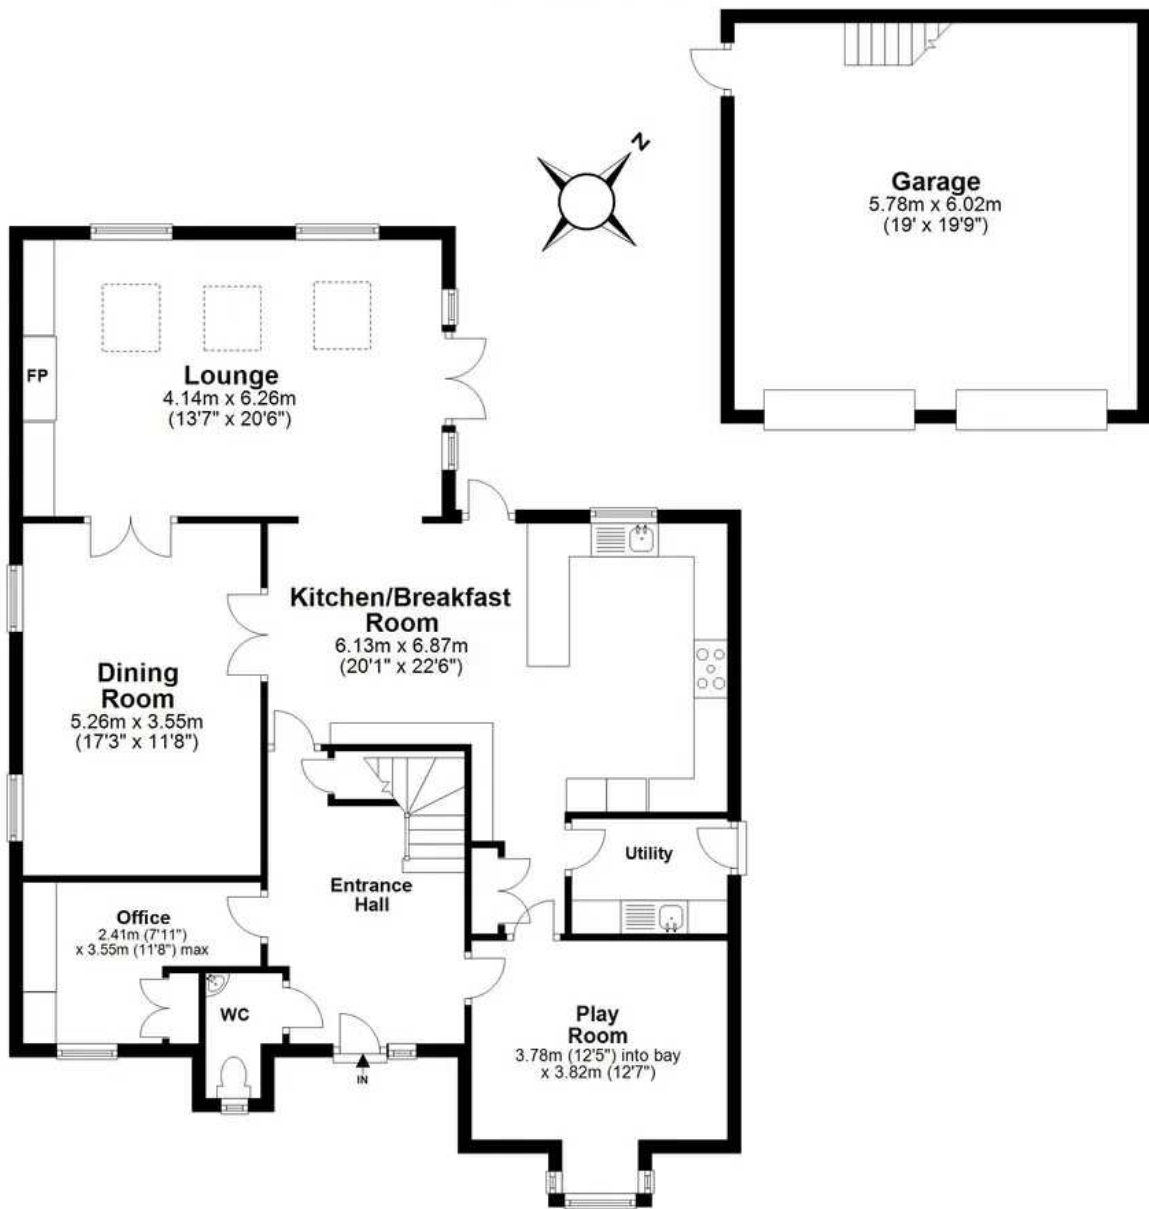 N
Garage
5.78m x 6.02m
(19' x 19'9")
FP
Lounge
4.14m x 6.26m
(13'7" x 20'6")
Kitchen/Breakfast
Room
6.13m x 6.87m
(20'1" x 22'6")
Dining
Room
5.26m x 3.55m
(17'3" x 11'8")
Utility
Entrance
Hall
Office
2.41m (7'11")
x 3.55m (11'8") max
WC
Play
Room
3.78m (12'5") into bay
x 3.82m (12'7")
IN